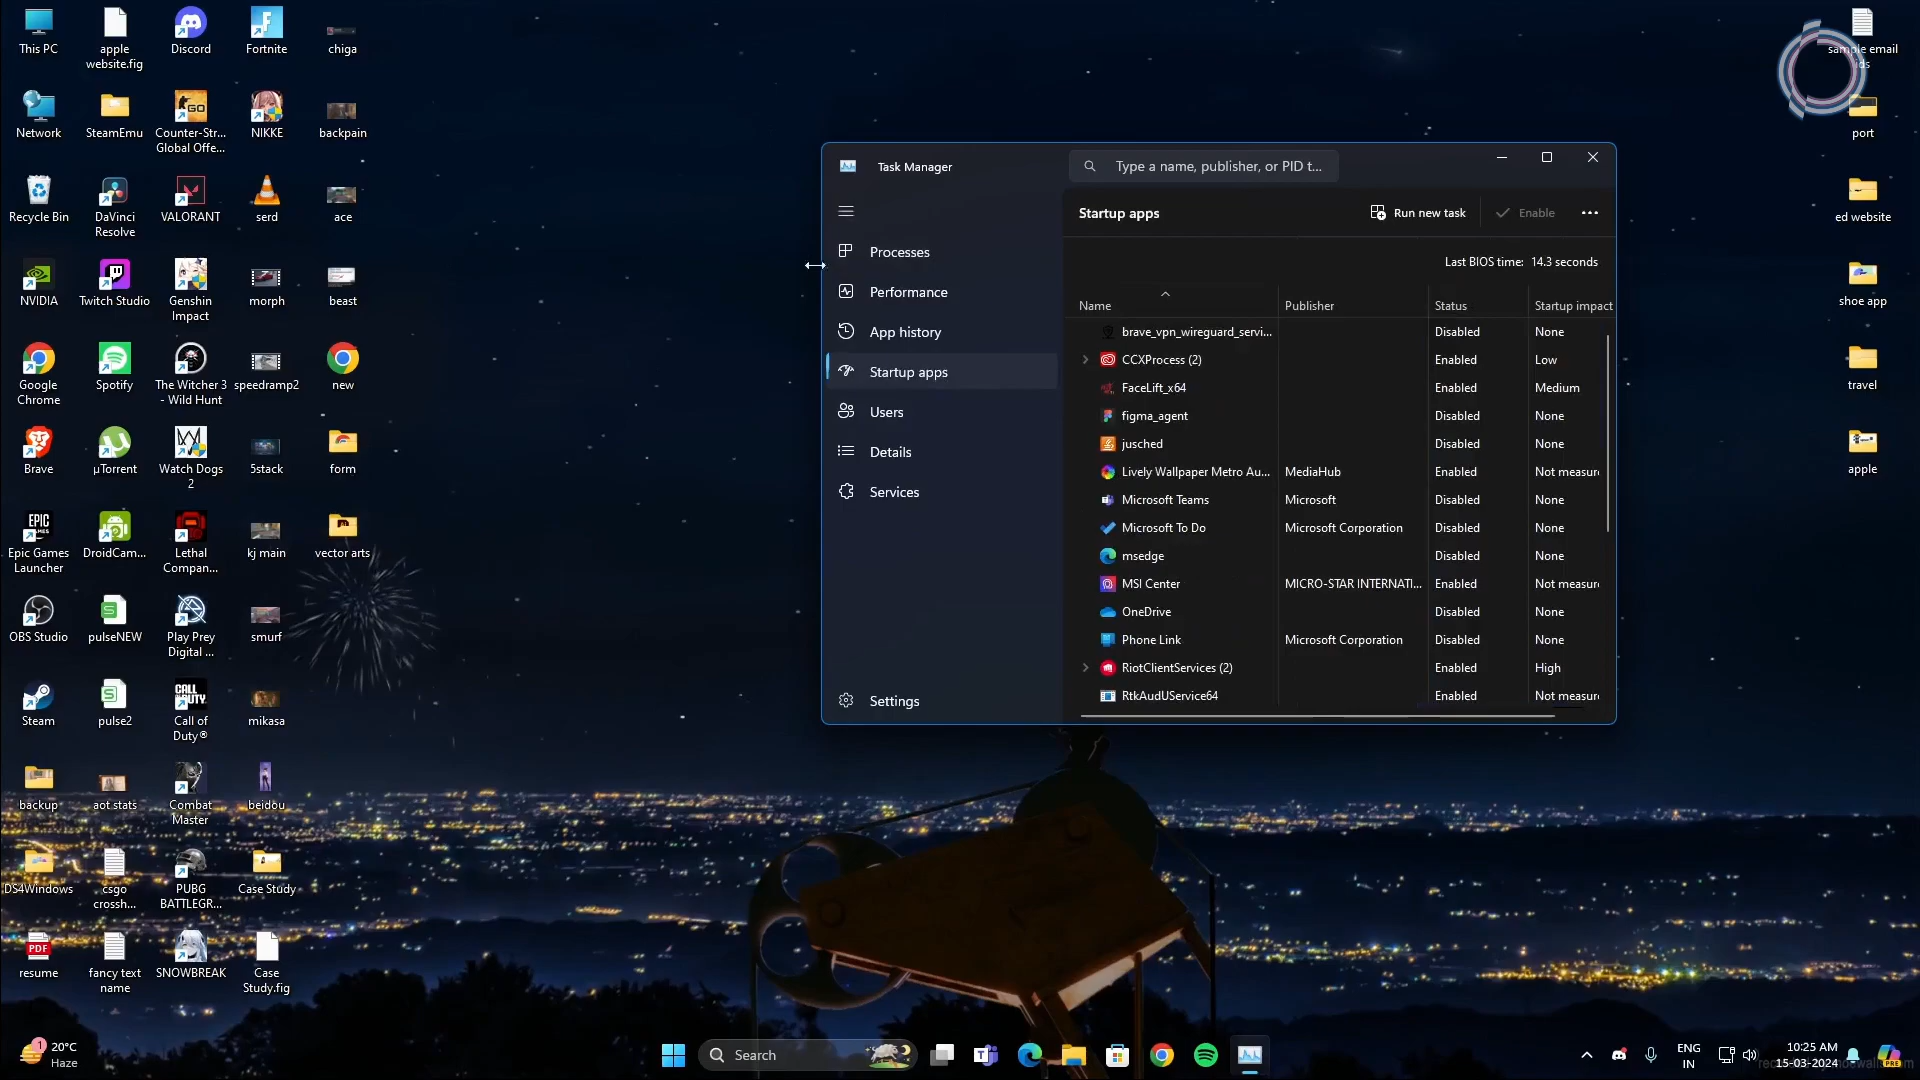 This PC
apple
website.fig
Discord
Fortnite
chiga
Network
SteamEmu
Counter-Str...
Global Offe...
NIKKE
backpain
Recycle Bin
DaVinci
Resolve
VALORANT
serd
ace
NVIDIA
Twitch Studio
Genshin
Impact
morph
beast
Google
Chrome
Spotify
The Witcher 3
- Wild Hunt
speedramp2
new
Brave
µTorrent
Watch Dogs
2
5stack
form
Epic Games
Launcher
DroidCam...
Lethal
Compan...
kj main
vector arts
OBS Studio
pulseNEW
Play Prey
Digital ...
smurf
Steam
pulse2
Call of
Duty®
mikasa
backup
aot stats
Combat
Master
beidou
DS4Windows
csgo
crossh...
PUBG
BATTLEGR...
Case Study
resume
fancy text
name
SNOWBREAK
Case
Study.fig
Task Manager
Type a name, publisher, or PID t...
Processes
Performance
App history
Startup apps
Users
Details
Services
Settings
Startup apps
Run new task
Enable
Last BIOS time: 14.3 seconds
Name Publisher Status Startup impact
brave_vpn_wireguard_servi... Disabled None
CCXProcess (2) Enabled Low
FaceLift_x64 Enabled Medium
figma_agent Disabled None
jusched Disabled None
Lively Wallpaper Metro Au... MediaHub Enabled Not measur
Microsoft Teams Microsoft Disabled None
Microsoft To Do Microsoft Corporation Disabled None
msedge Disabled None
MSI Center MICRO-STAR INTERNATI... Enabled Not measur
OneDrive Disabled None
Phone Link Microsoft Corporation Disabled None
RiotClientServices (2) Enabled High
RtkAudUService64 Enabled Not measur
sample email
ids
port
ed website
shoe app
travel
apple
1
20°C
Haze
Search
ENG
IN
10:25 AM
15-03-2024